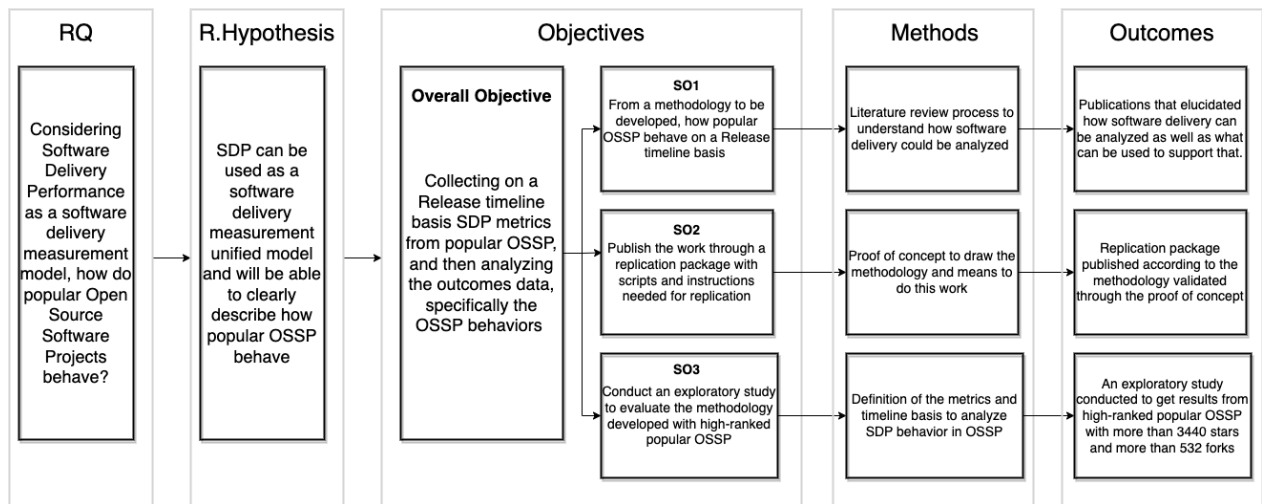 RQ
Considering
Software
Delivery
Performance
as a software
delivery
measurement
model, how do
popular Open
Source
Software
Projects
behave?
R.Hypothesis
SDP can be
used as a
software
delivery
measurement
unified model
and will be able
to clearly
describe how
popular OSSP
behave
Objectives
Overall Objective
Collecting on a
Release timeline
basis SDP metrics
from popular OSSP,
and then analyzing
the outcomes data,
specifically the
OSSP behaviors
SO1
From a methodology to be
developed, how popular
OSSP behave on a Release
timeline basis
SO2
Publish the work through a
replication package with
scripts and instructions
needed for replication
SO3
Conduct an exploratory study
to evaluate the methodology
developed with high-ranked
popular OSSP
Methods
Literature review process to
understand how software
delivery could be analyzed
Proof of concept to draw the
methodology and means to
do this work
Definition of the metrics and
timeline basis to analyze
SDP behavior in OSSP
Outcomes
Publications that elucidated
how software delivery can
be analyzed as well as what
can be used to support that.
Replication package
published according to the
methodology validated
through the proof of concept
An exploratory study
conducted to get results from
high-ranked popular OSSP
with more than 3440 stars
and more than 532 forks